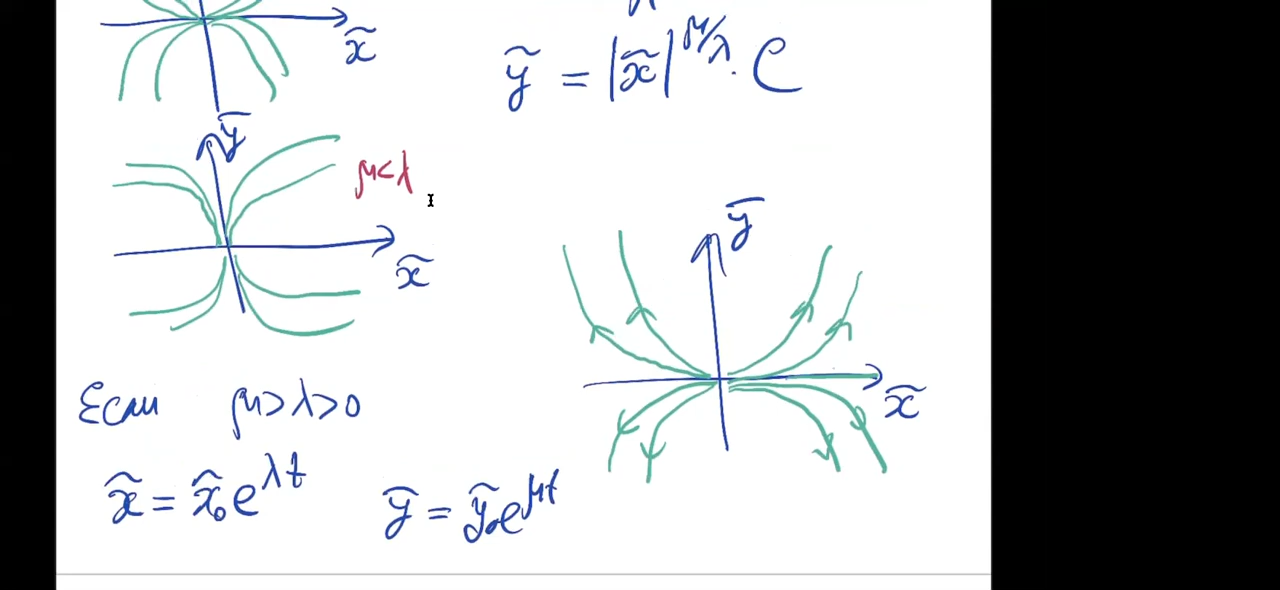 x̃
ỹ = |x̃|^{μ/λ} · C
ỹ
μ<λ
x̃
ỹ
x̃
Если μ>λ>0
x̃ = x̃₀e^{λt} ỹ = ỹ₀e^{μt}